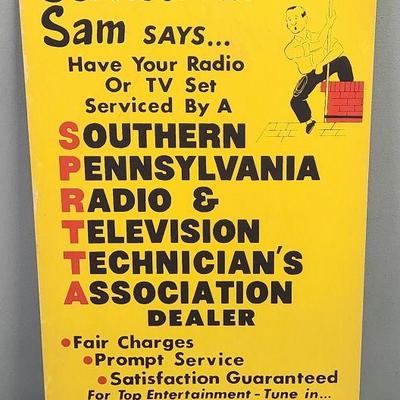 Sam SAYS...
Have Your Radio
Or TV Set
Serviced By A
SOUTHERN
PENNSYLVANIA
RADIO &
TELEVISION
TECHNICIAN'S
ASSOCIATION
DEALER
•Fair Charges
•Prompt Service
•Satisfaction Guaranteed
For Top Entertainment - Tune in...